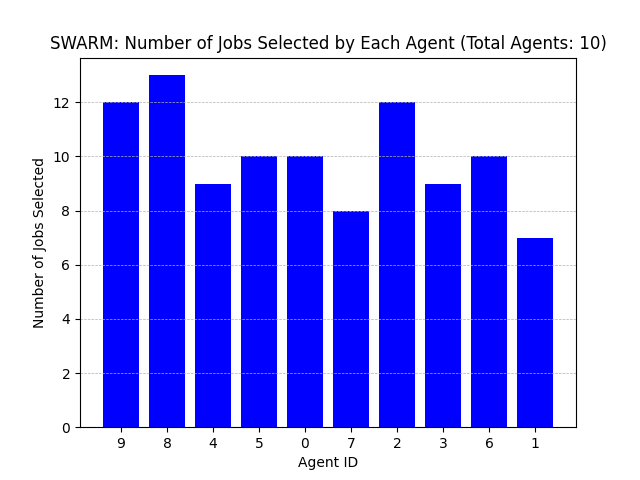 SWARM: Number of Jobs Selected by Each Agent (Total Agents: 10)
Number of Jobs Selected
12
10
8
6
4
2
0
9 8 4 5 0 7 2 3 6 1
Agent ID